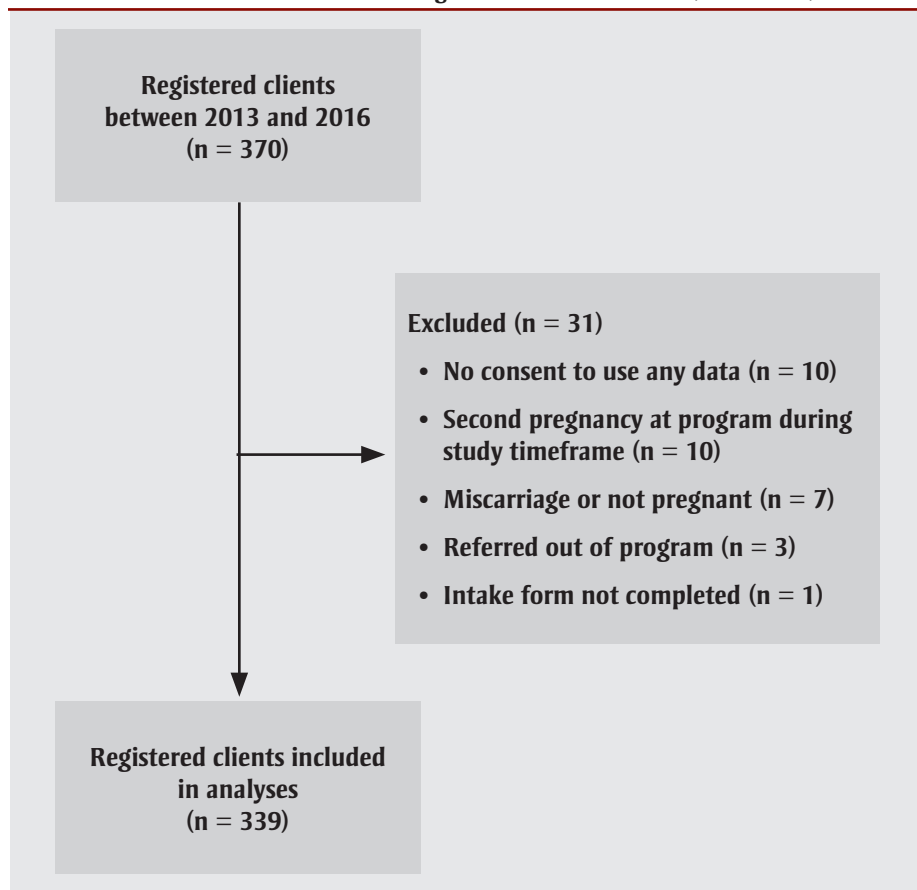 Registered clients
between 2013 and 2016
(n = 370)
Excluded (n = 31)
• No consent to use any data (n = 10)
• Second pregnancy at program during
study timeframe (n = 10)
• Miscarriage or not pregnant (n = 7)
• Referred out of program (n = 3)
• Intake form not completed (n = 1)
Registered clients included
in analyses
(n = 339)